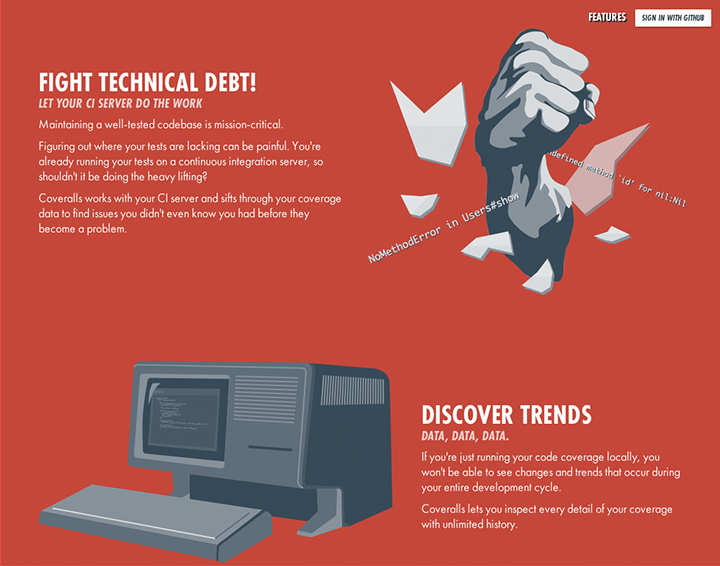 FEATURES
SIGN IN WITH GITHUB
FIGHT TECHNICAL DEBT!
LET YOUR CI SERVER DO THE WORK
Maintaining a well-tested codebase is mission-critical.
Figuring out where your tests are lacking can be painful. You're
already running your tests on a continuous integration server, so
shouldn't it be doing the heavy lifting?
Coveralls works with your CI server and sifts through your coverage
data to find issues you didn't even know you had before they
become a problem.
NoMethodError in Users#show
ndefined method 'id' for nil:Nil
DISCOVER TRENDS
DATA, DATA, DATA.
If you're just running your code coverage locally, you
won't be able to see changes and trends that occur during
your entire development cycle.
Coveralls lets you inspect every detail of your coverage
with unlimited history.